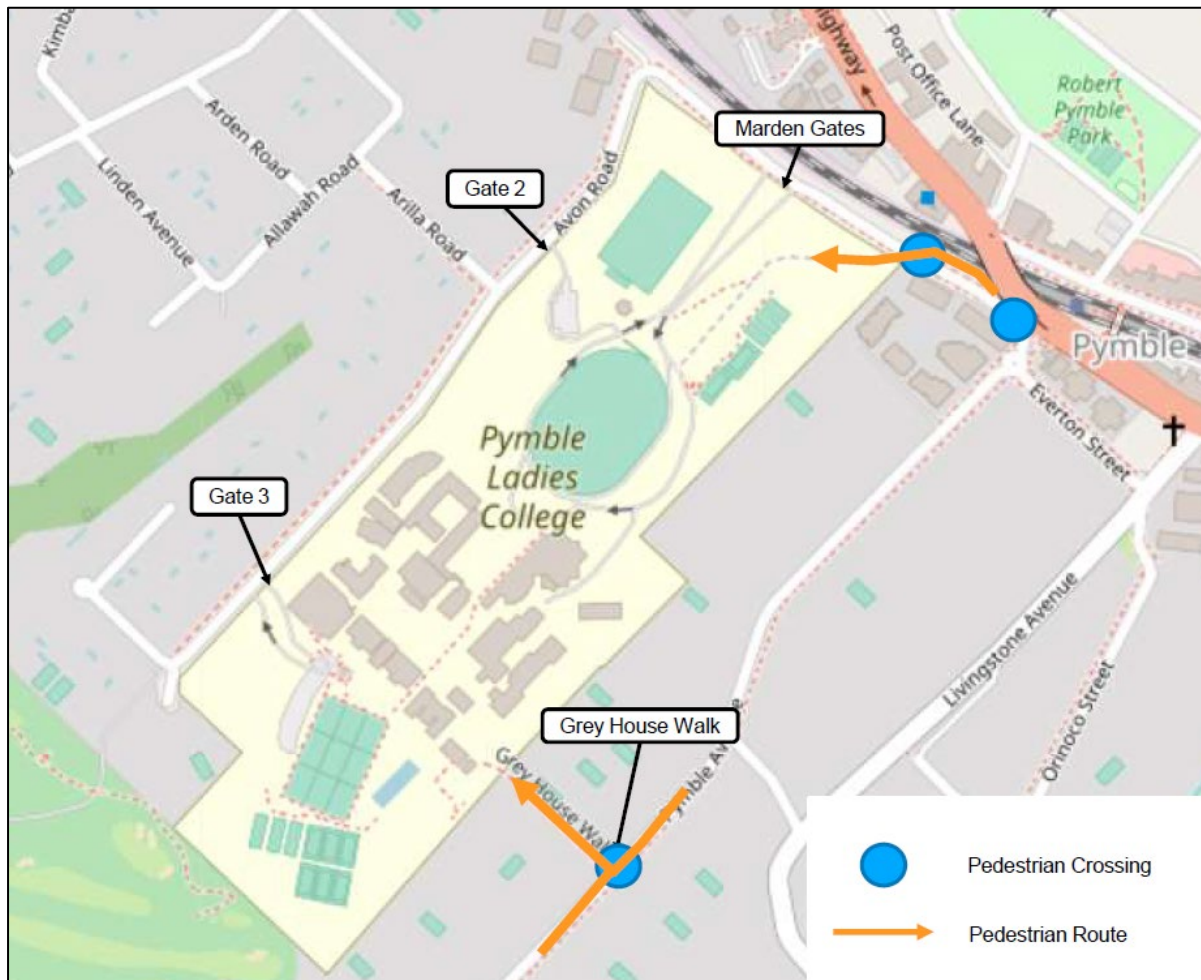 Kimba
Highway
Post Office Lane
Robert
Pymble
Park
Arden Road
Marden Gates
Linden Avenue
Allawah Road
Gate 2
Avon Road
Arilla Road
Pymble
Everton Street
Pymble
Ladies
College
Gate 3
Livingstone Avenue
Orinoco Street
Grey House Walk
Grey House Walk
Pymble Av
Pedestrian Crossing
Pedestrian Route